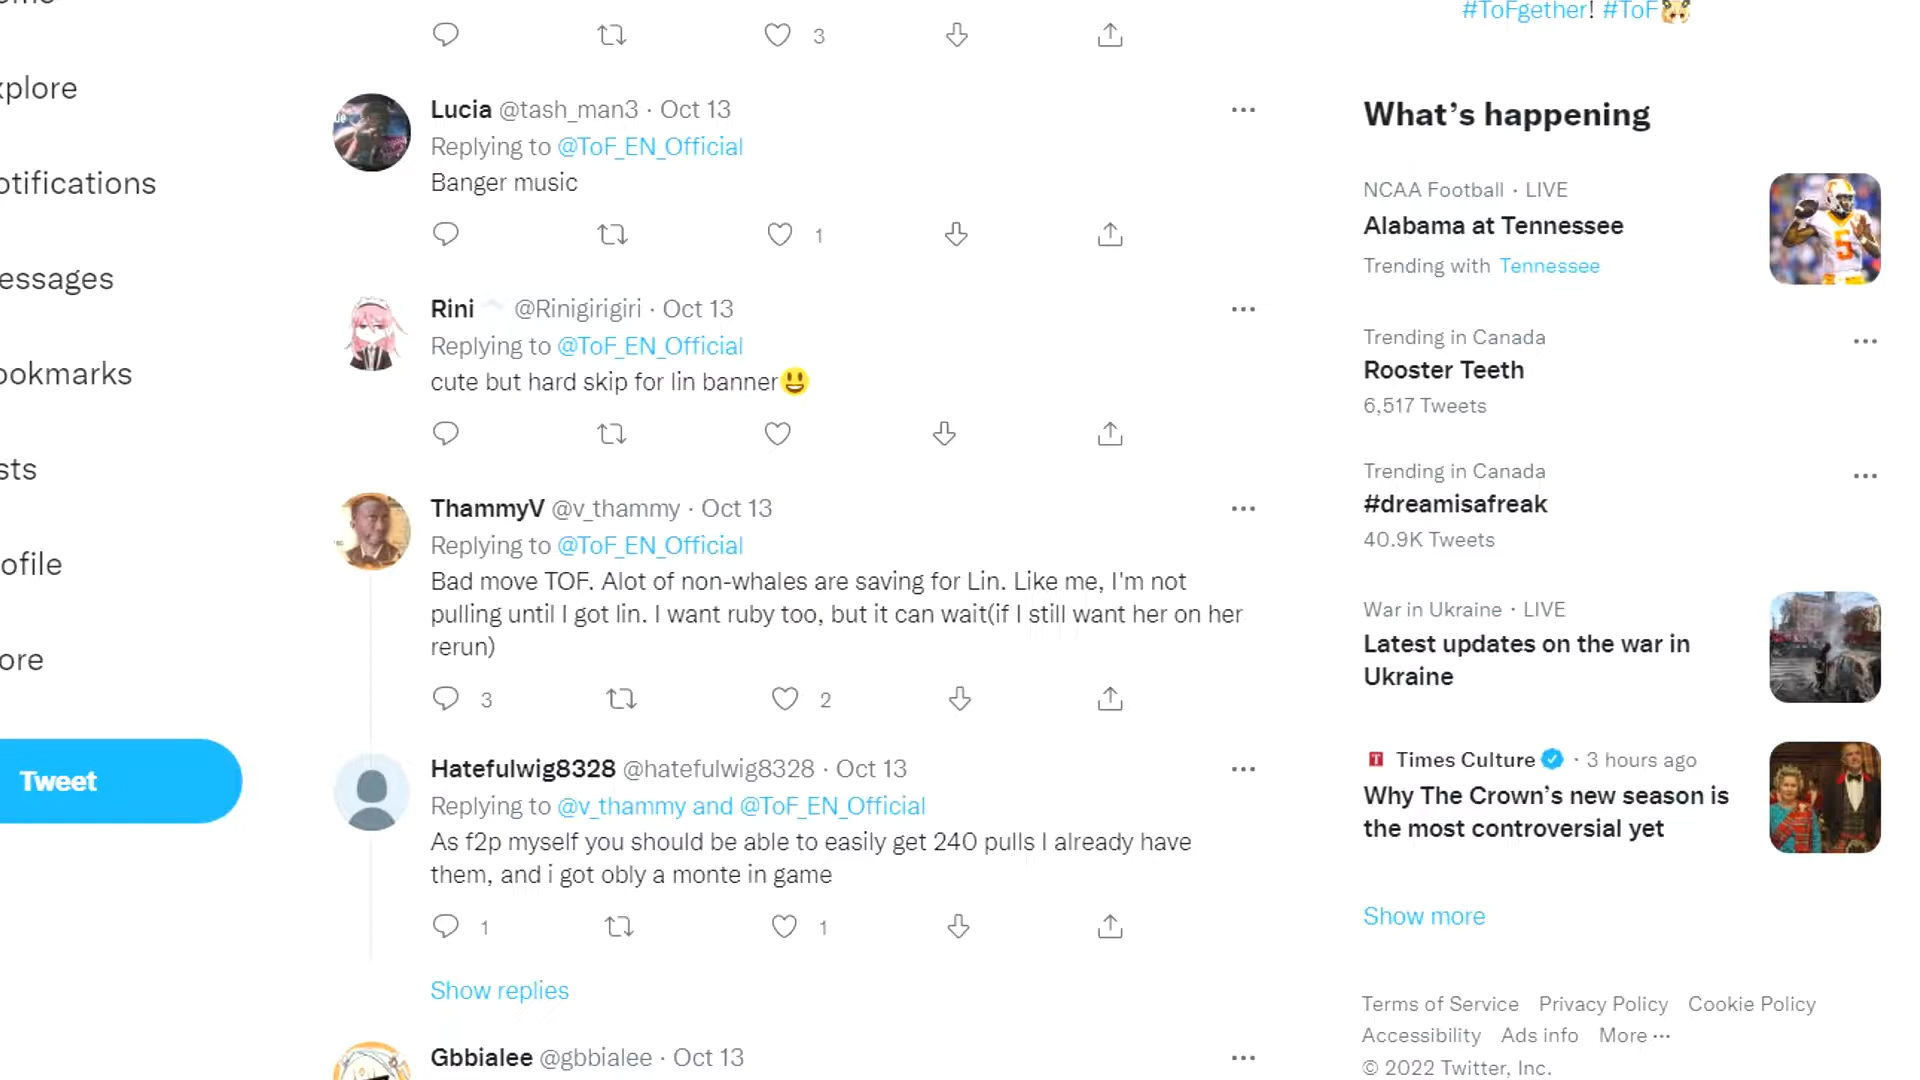 xplore
otifications
essages
ookmarks
sts
ofile
ore
Tweet
3
Lucia @tash_man3 · Oct 13
Replying to @ToF_EN_Official
Banger music
1
Rini @Rinigirigiri · Oct 13
Replying to @ToF_EN_Official
cute but hard skip for lin banner😃
ThammyV @v_thammy · Oct 13
Replying to @ToF_EN_Official
Bad move TOF. Alot of non-whales are saving for Lin. Like me, I'm not
pulling until I got lin. I want ruby too, but it can wait(if I still want her on her
rerun)
3 2
Hatefulwig8328 @hatefulwig8328 · Oct 13
Replying to @v_thammy and @ToF_EN_Official
As f2p myself you should be able to easily get 240 pulls I already have
them, and i got obly a monte in game
1 1
Show replies
Gbbialee @gbbialee · Oct 13
#ToFgether! #ToF
What's happening
NCAA Football · LIVE
Alabama at Tennessee
Trending with Tennessee
5
Trending in Canada
Rooster Teeth
6,517 Tweets
Trending in Canada
#dreamisafreak
40.9K Tweets
War in Ukraine · LIVE
Latest updates on the war in
Ukraine
T Times Culture · 3 hours ago
Why The Crown's new season is
the most controversial yet
Show more
Terms of Service Privacy Policy Cookie Policy
Accessibility Ads info More ···
© 2022 Twitter, Inc.